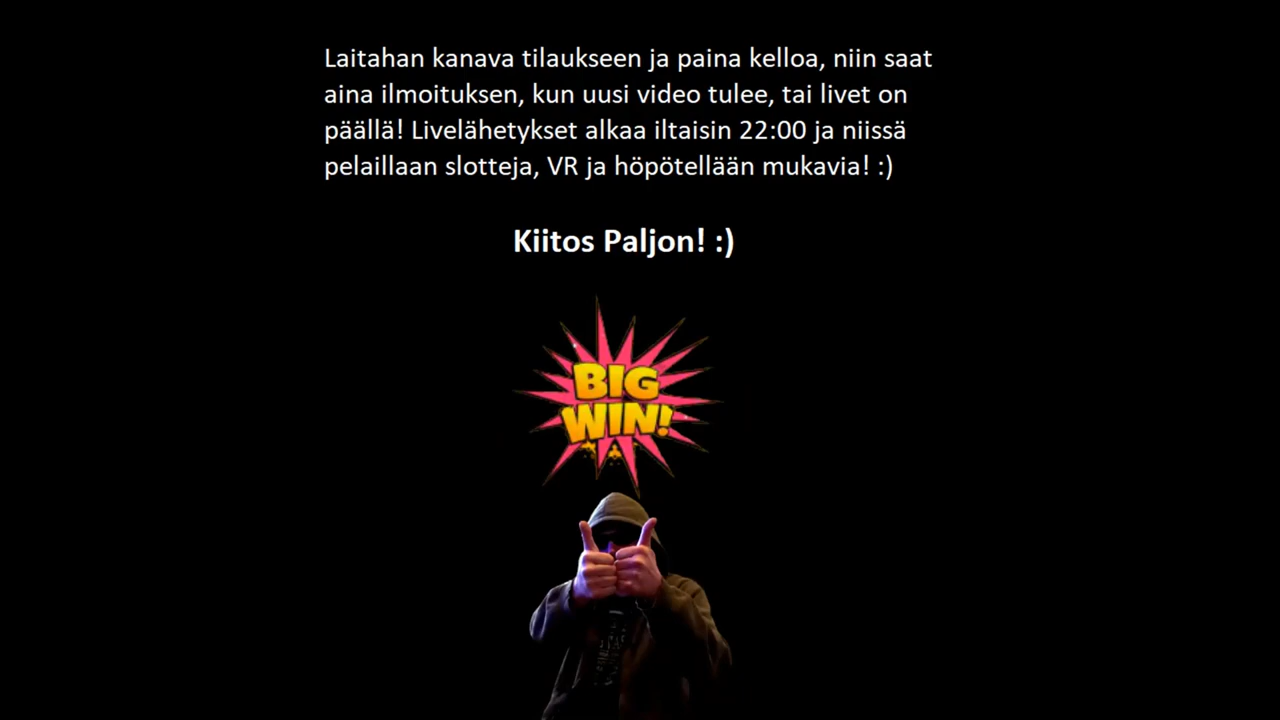 Laitahan kanava tilaukseen ja paina kelloa, niin saat
aina ilmoituksen, kun uusi video tulee, tai livet on
päällä! Livelähetykset alkaa iltaisin 22:00 ja niissä
pelaillaan slotteja, VR ja höpötellään mukavia! :)
Kiitos Paljon! :)
BIG
WIN!